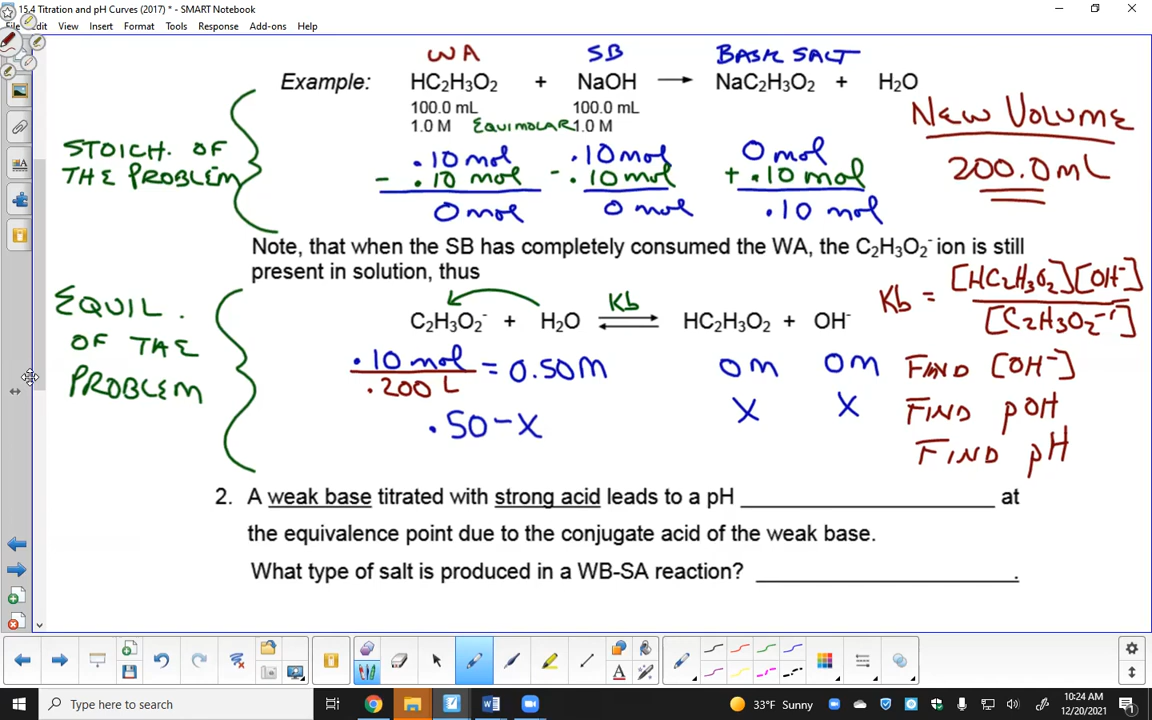 15.4 Titration and pH Curves (2017) * - SMART Notebook
Edit View Insert Format Tools Response Add-ons Help
WA SB BASIC SALT
Example: HC2H3O2 + NaOH → NaC2H3O2 + H2O
100.0 mL 100.0 mL
1.0 M EQUIMOLAR 1.0 M
NEW VOLUME
200.0 mL
STOICH. OF
THE PROBLEM
.10 mol .10 mol 0 mol
- .10 mol - .10 mol + .10 mol
0 mol 0 mol .10 mol
Note, that when the SB has completely consumed the WA, the C2H3O2⁻ ion is still
present in solution, thus
EQUIL.
OF THE
PROBLEM
Kb
C2H3O2⁻ + H2O ⇌ HC2H3O2 + OH⁻
Kb = [HC2H3O2][OH⁻]
[C2H3O2⁻¹]
.10 mol = 0.50M 0M 0M
.200 L
.50-X X X
FIND [OH⁻]
FIND pOH
FIND pH
2. A weak base titrated with strong acid leads to a pH ____________________ at
the equivalence point due to the conjugate acid of the weak base.
What type of salt is produced in a WB-SA reaction? ____________________.
Type here to search
33°F Sunny
10:24 AM
12/20/2021
1